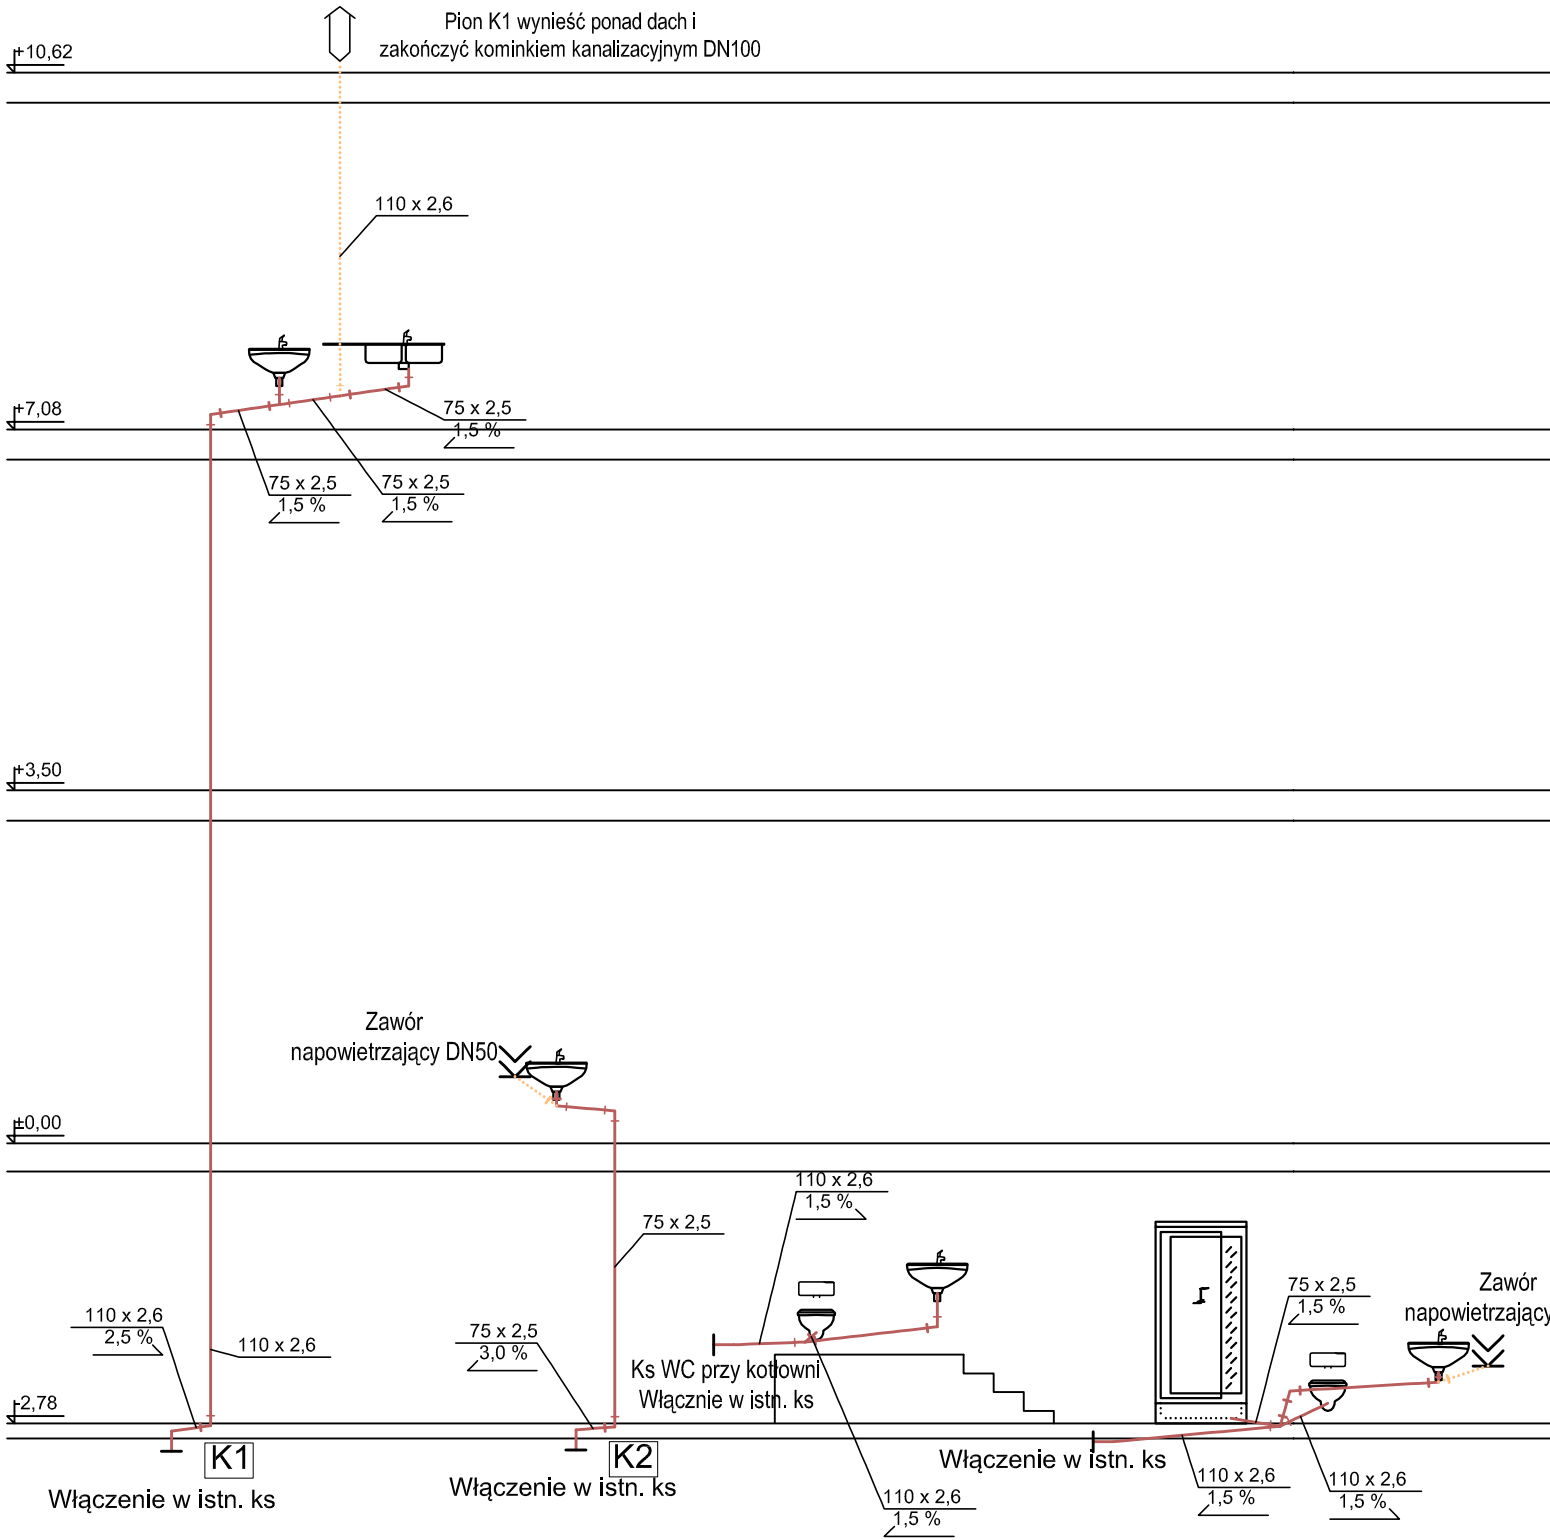 Pion K1 wynieść ponad dach i
zakończyć kominkiem kanalizacyjnym DN100
+10,62
110 x 2,6
+7,08
75 x 2,5
1,5 %
75 x 2,5
1,5 %
75 x 2,5
1,5 %
+3,50
Zawór
napowietrzający DN50
±0,00
110 x 2,6
1,5 %
75 x 2,5
110 x 2,6
2,5 %
110 x 2,6
75 x 2,5
3,0 %
Ks WC przy kotłowni
Włącznie w istn. ks
75 x 2,5
1,5 %
Zawór
napowietrzający
-2,78
K1
Włączenie w istn. ks
K2
Włączenie w istn. ks
Włączenie w istn. ks
110 x 2,6
1,5 %
110 x 2,6
1,5 %
110 x 2,6
1,5 %